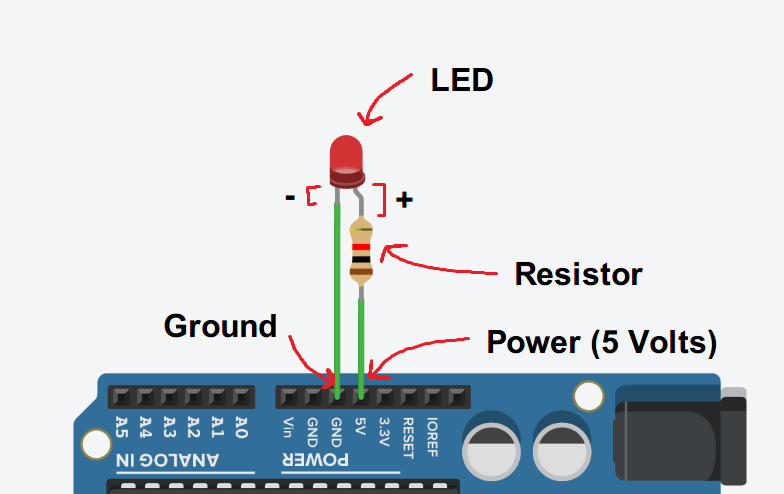 LED
- +
Resistor
Ground
Power (5 Volts)
A5 A4 A3 A2 A1 A0 Vin GND GND 5V 3.3V RESET IOREF
ANALOG IN POWER